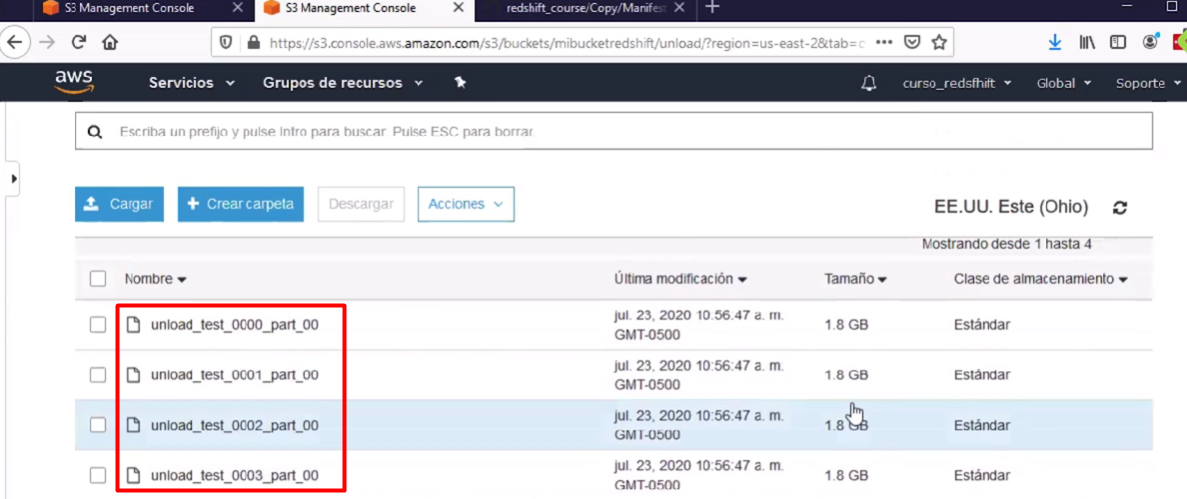 S3 Management Console
S3 Management Console
redshift_course/Copy/Manifest
https://s3.console.aws.amazon.com/s3/buckets/mibucketredshift/unload/?region=us-east-2&tab=c
aws Servicios Grupos de recursos curso_redsfhift Global Soporte
Escriba un prefijo y pulse Intro para buscar. Pulse ESC para borrar.
Cargar Crear carpeta Descargar Acciones EE.UU. Este (Ohio)
Mostrando desde 1 hasta 4
Nombre Última modificación Tamaño Clase de almacenamiento
unload_test_0000_part_00 jul. 23, 2020 10:56:47 a. m. GMT-0500 1.8 GB Estándar
unload_test_0001_part_00 jul. 23, 2020 10:56:47 a. m. GMT-0500 1.8 GB Estándar
unload_test_0002_part_00 jul. 23, 2020 10:56:47 a. m. GMT-0500 1.8 GB Estándar
unload_test_0003_part_00 jul. 23, 2020 10:56:47 a. m. GMT-0500 1.8 GB Estándar